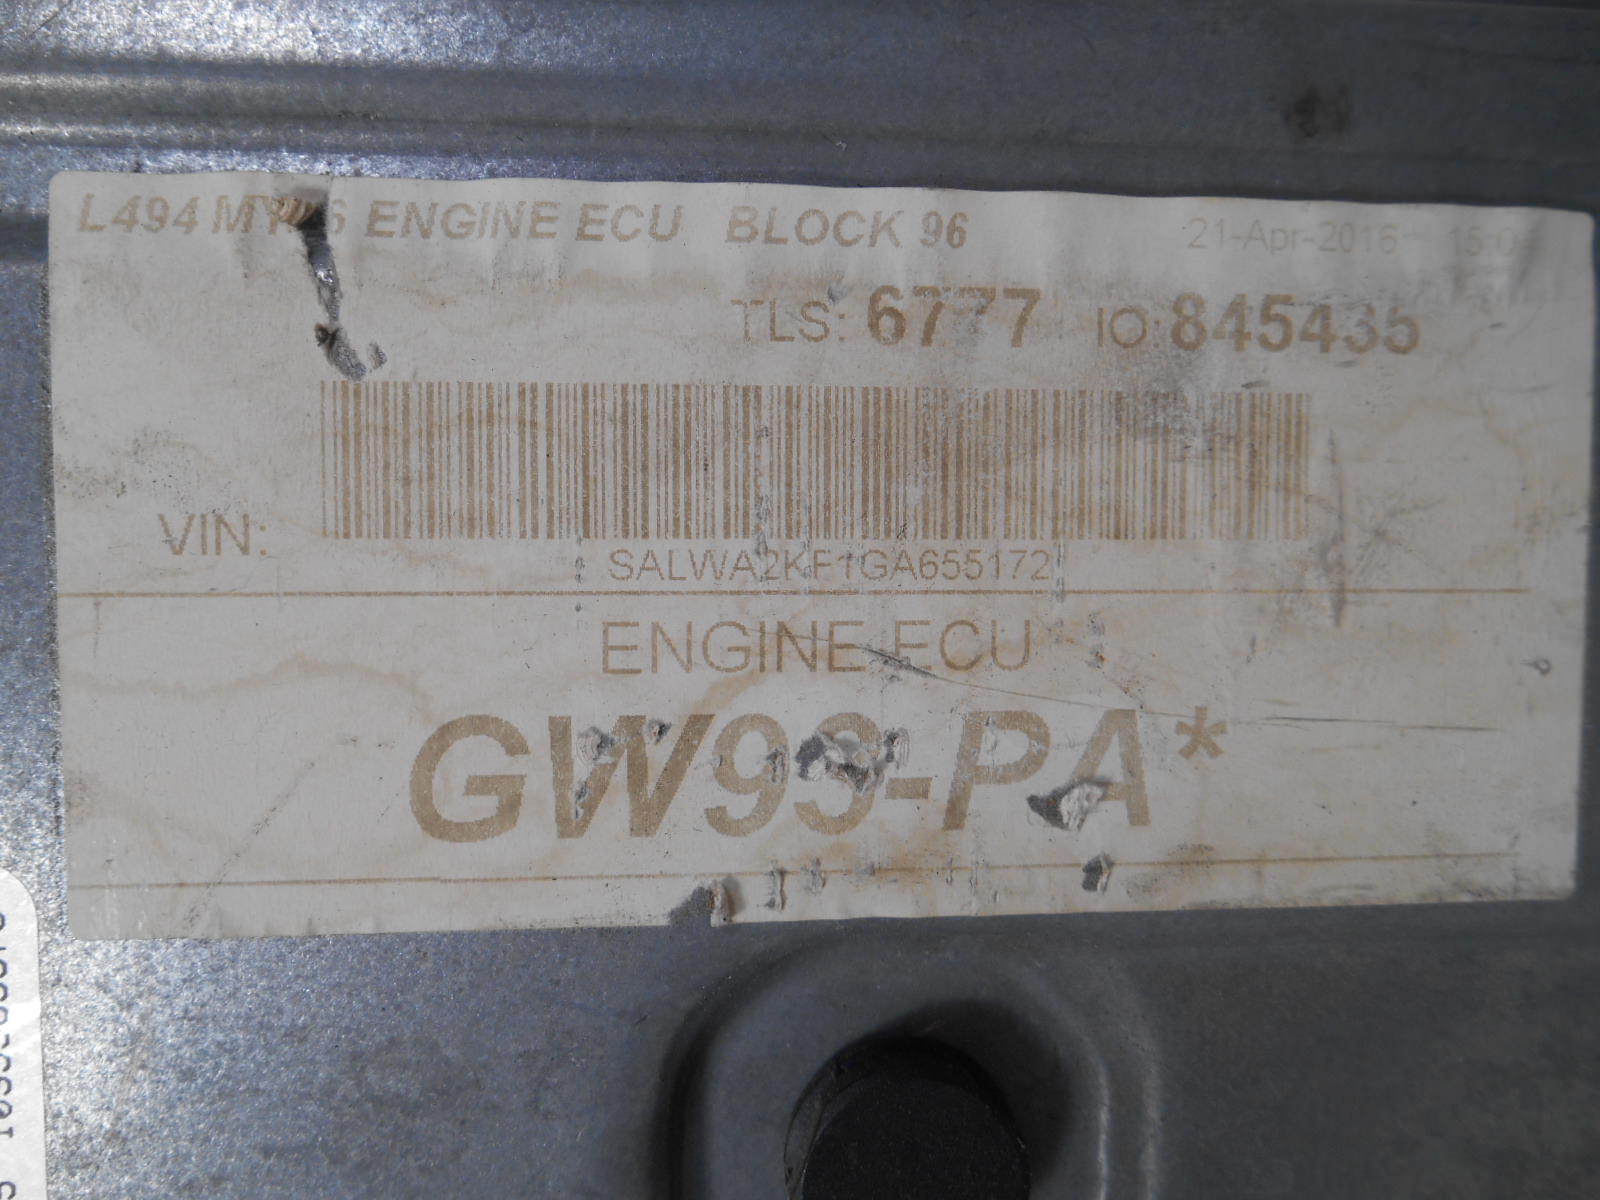 L494 ENGINE ECU BLOCK 96
21-Apr-2016
TLS: 6777 IO: 845435
VIN:
SALWA2KF1GA655172
ENGINE ECU
GW93-PA*